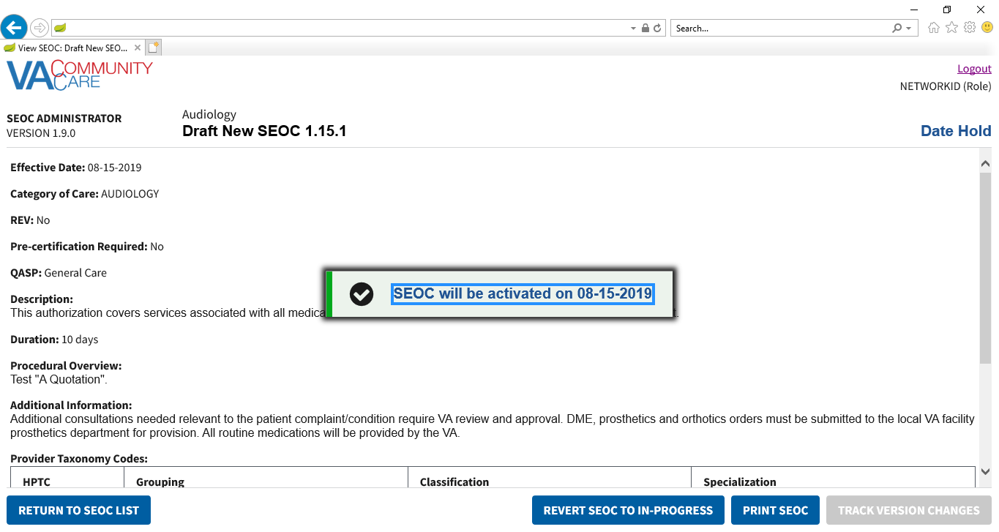 Search...
View SEOC: Draft New SEO...
VA COMMUNITY CARE
Logout
NETWORKID (Role)
SEOC ADMINISTRATOR
VERSION 1.9.0
Audiology
Draft New SEOC 1.15.1
Date Hold
Effective Date: 08-15-2019
Category of Care: AUDIOLOGY
REV: No
Pre-certification Required: No
QASP: General Care
SEOC will be activated on 08-15-2019
Description:
This authorization covers services associated with all medica
Duration: 10 days
Procedural Overview:
Test "A Quotation".
Additional Information:
Additional consultations needed relevant to the patient complaint/condition require VA review and approval. DME, prosthetics and orthotics orders must be submitted to the local VA facility
prosthetics department for provision. All routine medications will be provided by the VA.
Provider Taxonomy Codes:
HPTC Grouping Classification Specialization
RETURN TO SEOC LIST REVERT SEOC TO IN-PROGRESS PRINT SEOC TRACK VERSION CHANGES